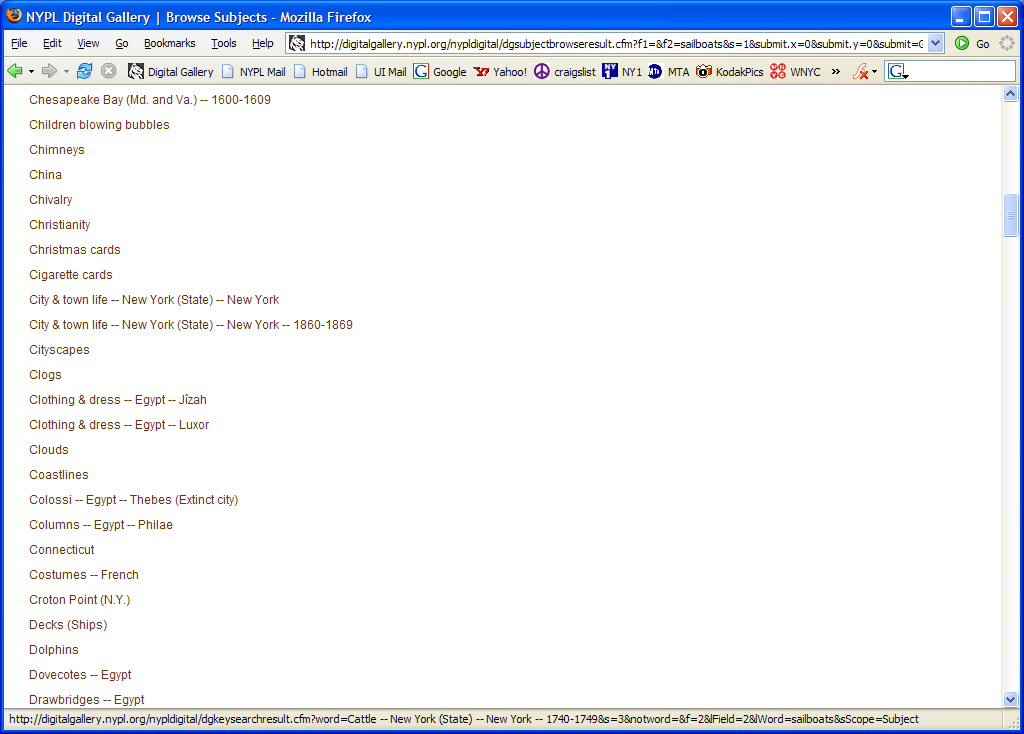 NYPL Digital Gallery | Browse Subjects - Mozilla Firefox
File Edit View Go Bookmarks Tools Help http://digitalgallery.nypl.org/nypldigital/dgsubjectbrowseresult.cfm?f1=&f2=sailboats&s=1&submit.x=0&submit.y=0&submit=G Go
Digital Gallery NYPL Mail Hotmail UI Mail G Google Y! Yahoo! craigslist NY1 MTA KodakPics WNYC » G
Chesapeake Bay (Md. and Va.) -- 1600-1609
Children blowing bubbles
Chimneys
China
Chivalry
Christianity
Christmas cards
Cigarette cards
City & town life -- New York (State) -- New York
City & town life -- New York (State) -- New York -- 1860-1869
Cityscapes
Clogs
Clothing & dress -- Egypt -- Jîzah
Clothing & dress -- Egypt -- Luxor
Clouds
Coastlines
Colossi -- Egypt -- Thebes (Extinct city)
Columns -- Egypt -- Philae
Connecticut
Costumes -- French
Croton Point (N.Y.)
Decks (Ships)
Dolphins
Dovecotes -- Egypt
Drawbridges -- Egypt
http://digitalgallery.nypl.org/nypldigital/dgkeysearchresult.cfm?word=Cattle -- New York (State) -- New York -- 1740-1749&s=3&notword=&f=2&lField=2&lWord=sailboats&sScope=Subject